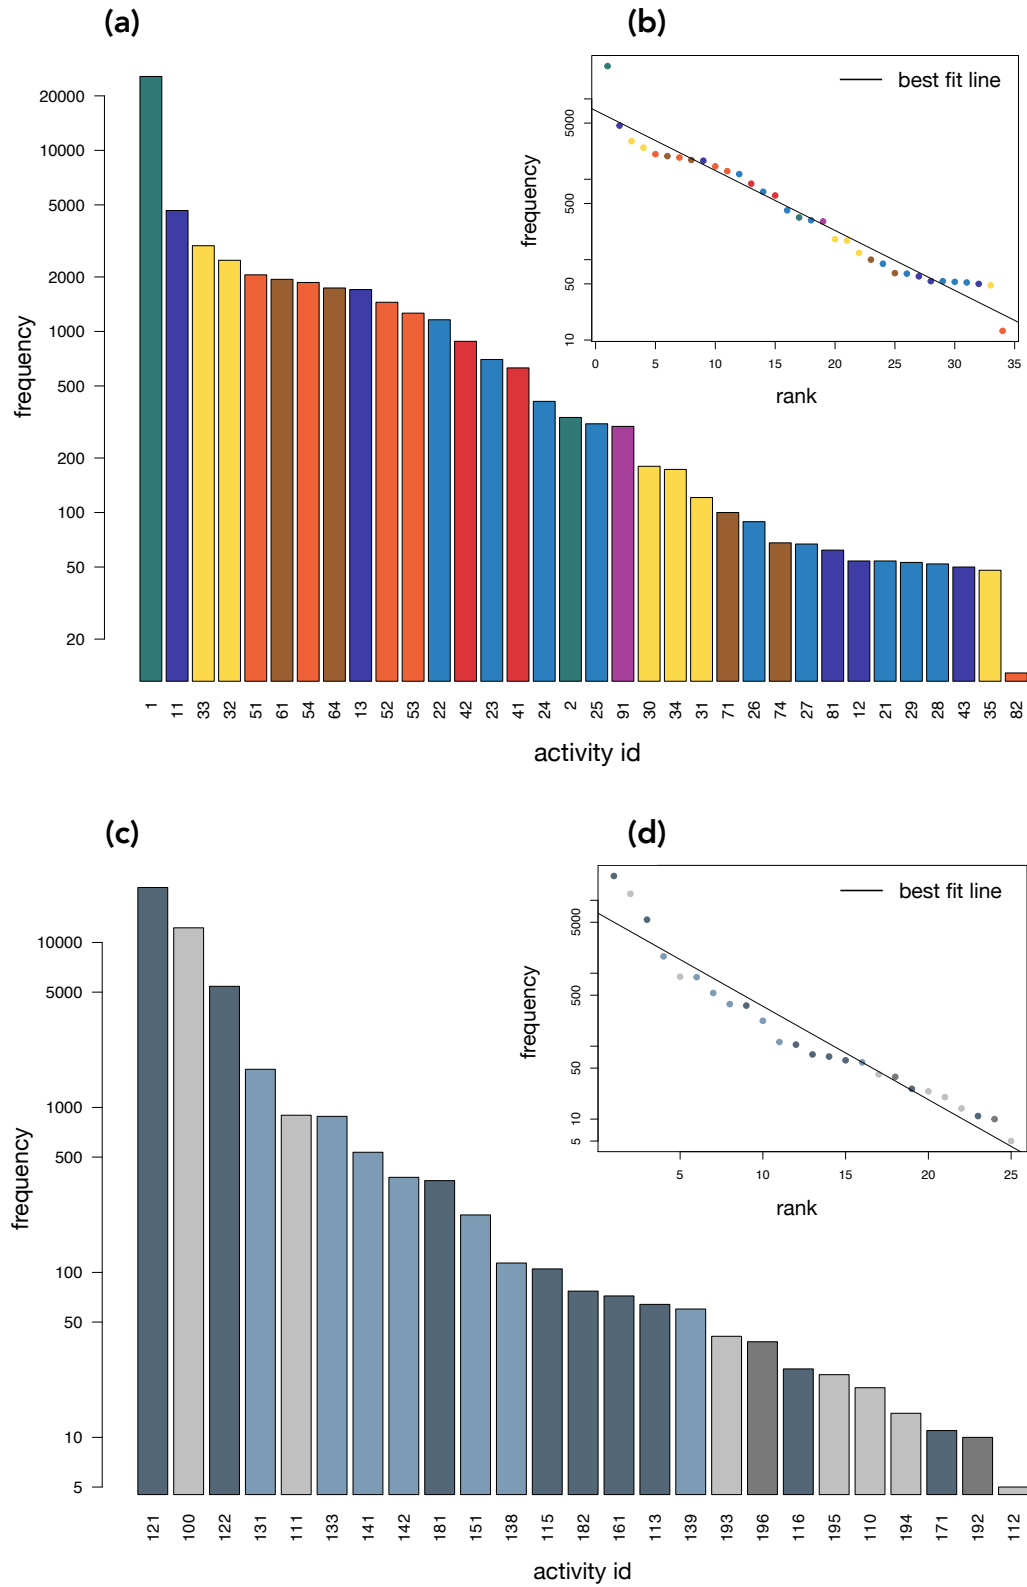 (a)
frequency
20000
10000
5000
2000
1000
500
200
100
50
20
1 11 33 32 51 61 54 64 13 52 53 22 42 23 41 24 2 25 91 30 34 31 71 26 74 27 81 12 21 29 28 43 35 82
activity id
(b)
best fit line
frequency
5000
500
50
10
0 5 10 15 20 25 30 35
rank
(c)
frequency
10000
5000
1000
500
100
50
10
5
121 100 122 131 111 133 141 142 181 151 138 115 182 161 113 139 193 196 116 195 110 194 171 192 112
activity id
(d)
best fit line
frequency
5000
500
50
10
5
5 10 15 20 25
rank